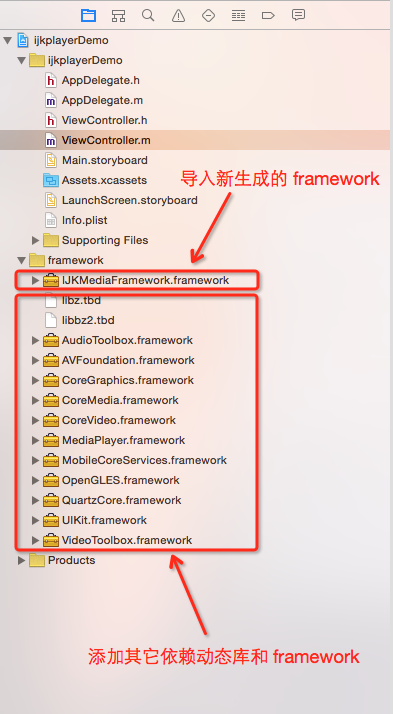 ijkplayerDemo
ijkplayerDemo
AppDelegate.h
AppDelegate.m
ViewController.h
ViewController.m
Main.storyboard
导入新生成的 framework
Assets.xcassets
LaunchScreen.storyboard
Info.plist
Supporting Files
framework
IJKMediaFramework.framework
libz.tbd
libbz2.tbd
AudioToolbox.framework
AVFoundation.framework
CoreGraphics.framework
CoreMedia.framework
CoreVideo.framework
MediaPlayer.framework
MobileCoreServices.framework
OpenGLES.framework
QuartzCore.framework
UIKit.framework
VideoToolbox.framework
Products
添加其它依赖动态库和 framework